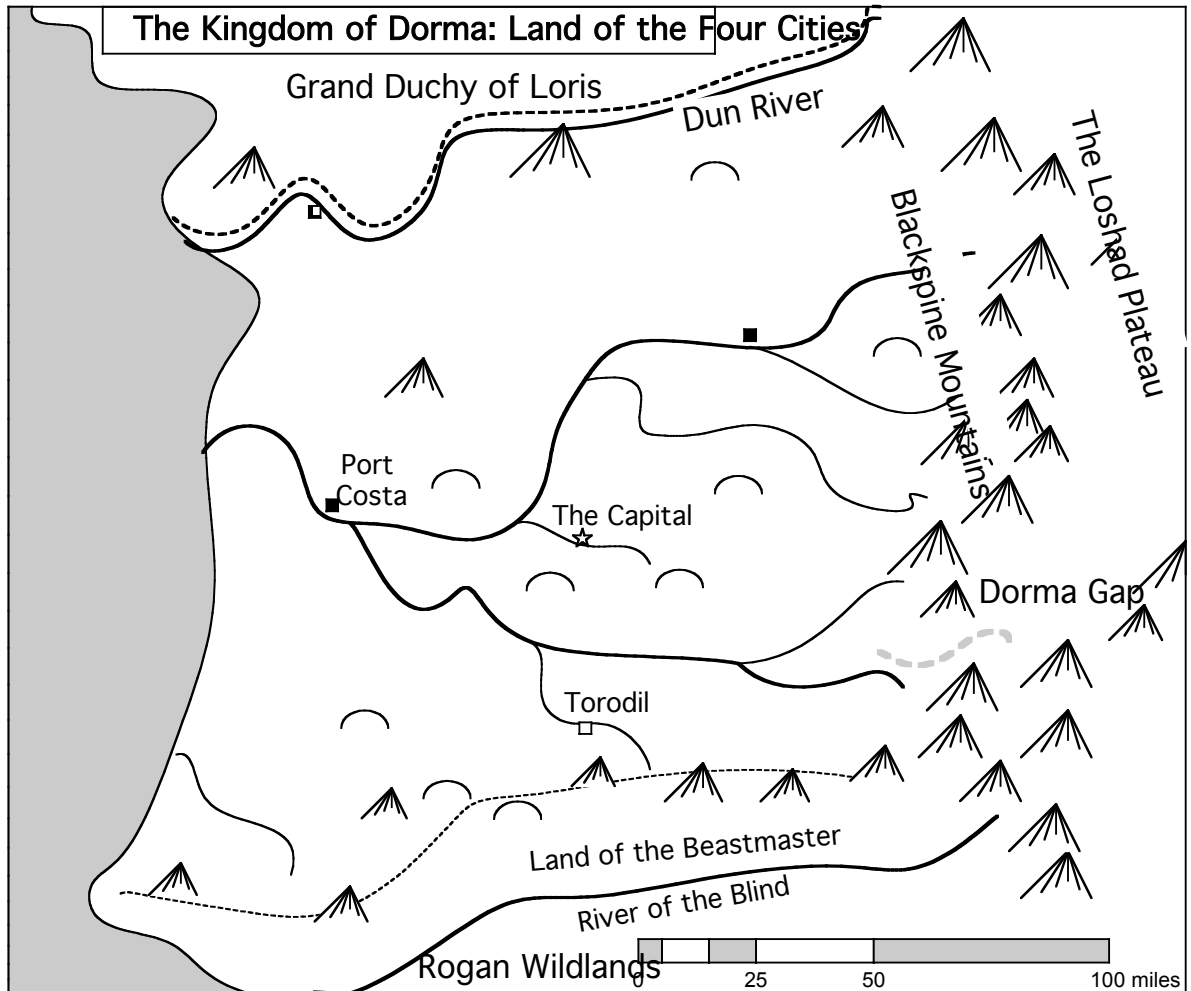 The Kingdom of Dorma: Land of the Four Cities
Grand Duchy of Loris
Dun River
The Loshad Plateau
Blackspine Mountains
Port
Costa
The Capital
Dorma Gap
Torodil
Land of the Beastmaster
River of the Blind
Rogan Wildlands
0 25 50 100 miles